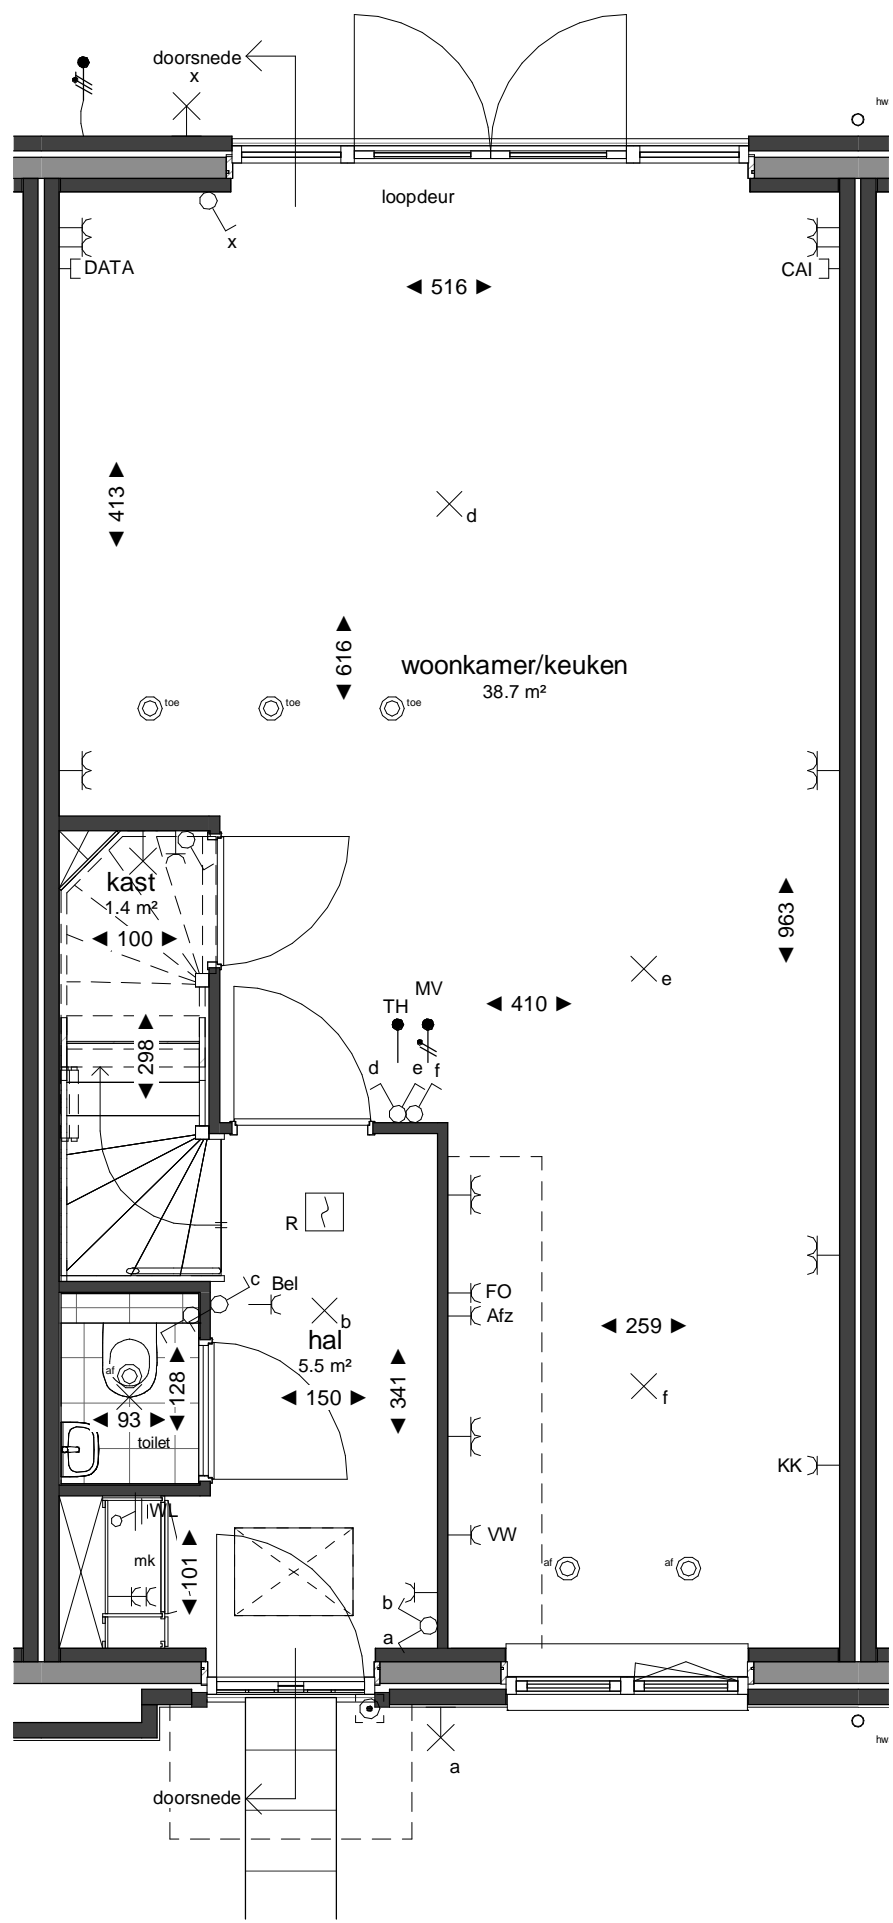 doorsnede
x
hw
loopdeur
x
DATA
CAI
516
413
d
616
woonkamer/keuken
38.7 m²
toe
toe
toe
kast
1.4 m²
100
963
e
410
MV
TH
298
d
e
f
R
c
Bel
FO
b
Afz
hal
259
5.5 m²
af
128
341
f
150
93
toilet
KK
WL
VW
mk
101
af
af
b
a
hw
a
doorsnede